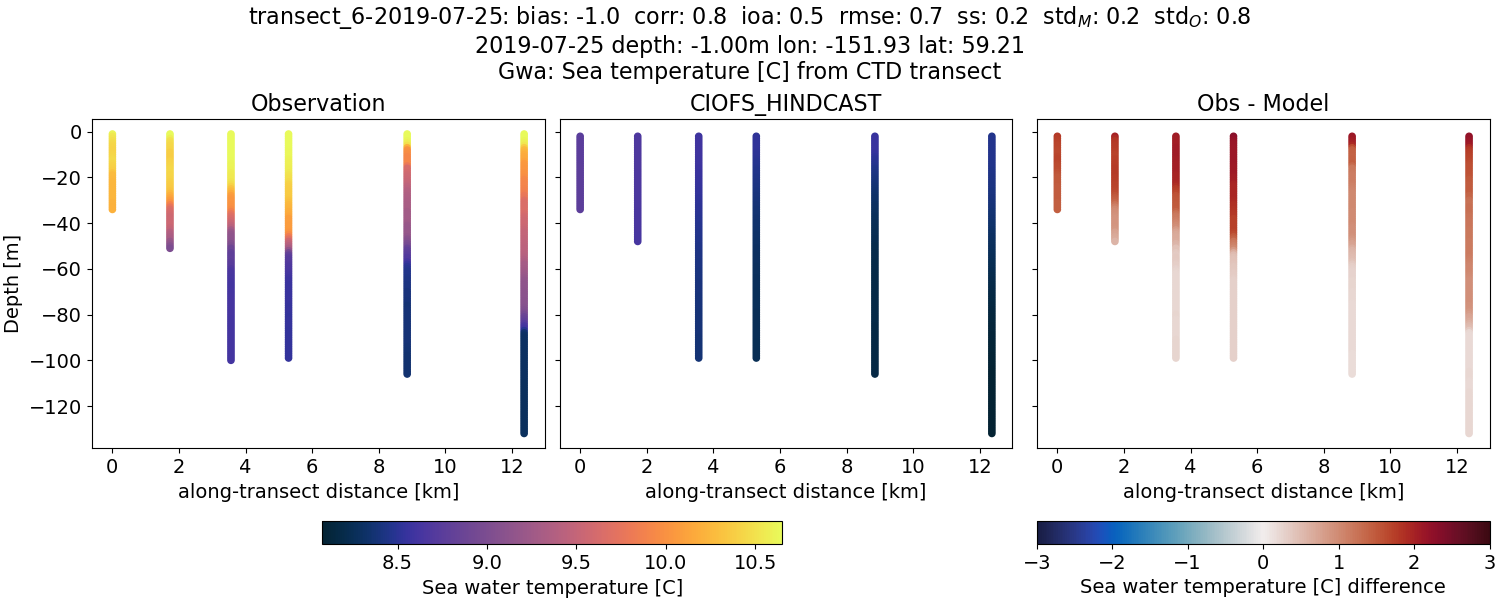 transect_6-2019-07-25: bias: -1.0 corr: 0.8 ioa: 0.5 rmse: 0.7 ss: 0.2 std_M: 0.2 std_O: 0.8
2019-07-25 depth: -1.00m lon: -151.93 lat: 59.21
Gwa: Sea temperature [C] from CTD transect
Observation
CIOFS_HINDCAST
Obs - Model
Depth [m]
0
−20
−40
−60
−80
−100
−120
0 2 4 6 8 10 12
0 2 4 6 8 10 12
0 2 4 6 8 10 12
along-transect distance [km]
along-transect distance [km]
along-transect distance [km]
8.5 9.0 9.5 10.0 10.5
Sea water temperature [C]
−3 −2 −1 0 1 2 3
Sea water temperature [C] difference